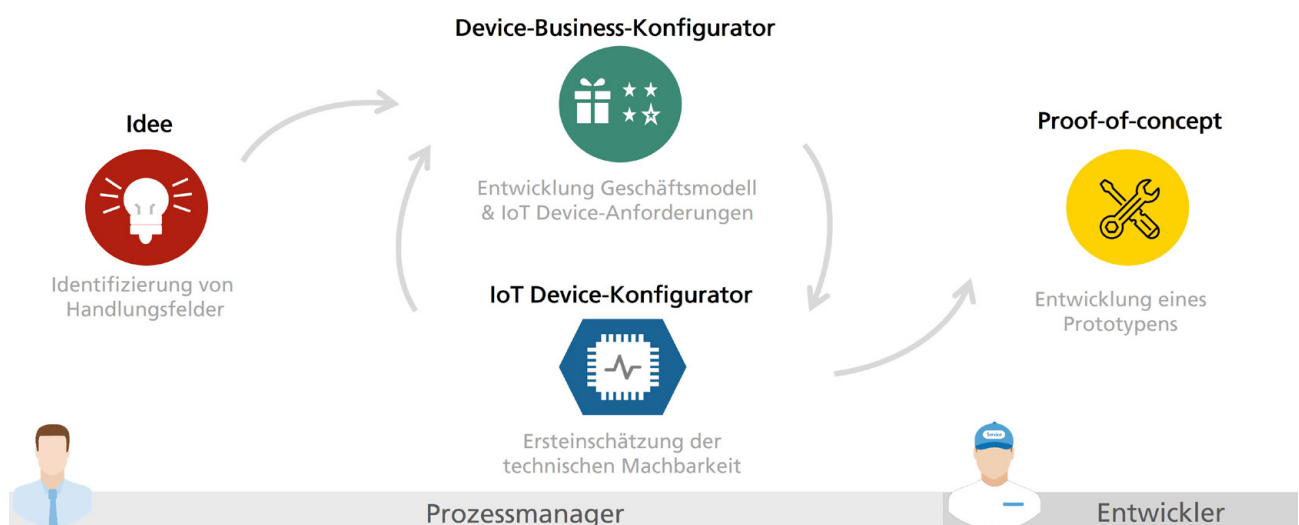 Device-Business-Konfigurator
Idee
Proof-of-concept
Entwicklung Geschäftsmodell
& IoT Device-Anforderungen
Identifizierung von
Handlungsfelder
IoT Device-Konfigurator
Entwicklung eines
Prototypens
Ersteinschätzung der
technischen Machbarkeit
Service
Prozessmanager
Entwickler